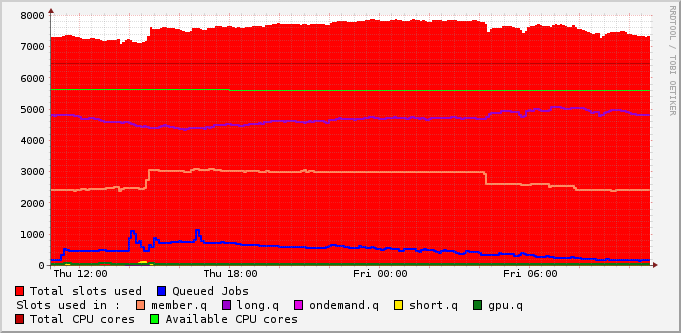 8000
7000
6000
5000
4000
3000
2000
1000
0
Thu 12:00 Thu 18:00 Fri 00:00 Fri 06:00
RRDTOOL / TOBI OETIKER
Total slots used Queued Jobs
Slots used in : member.q long.q ondemand.q short.q gpu.q
Total CPU cores Available CPU cores